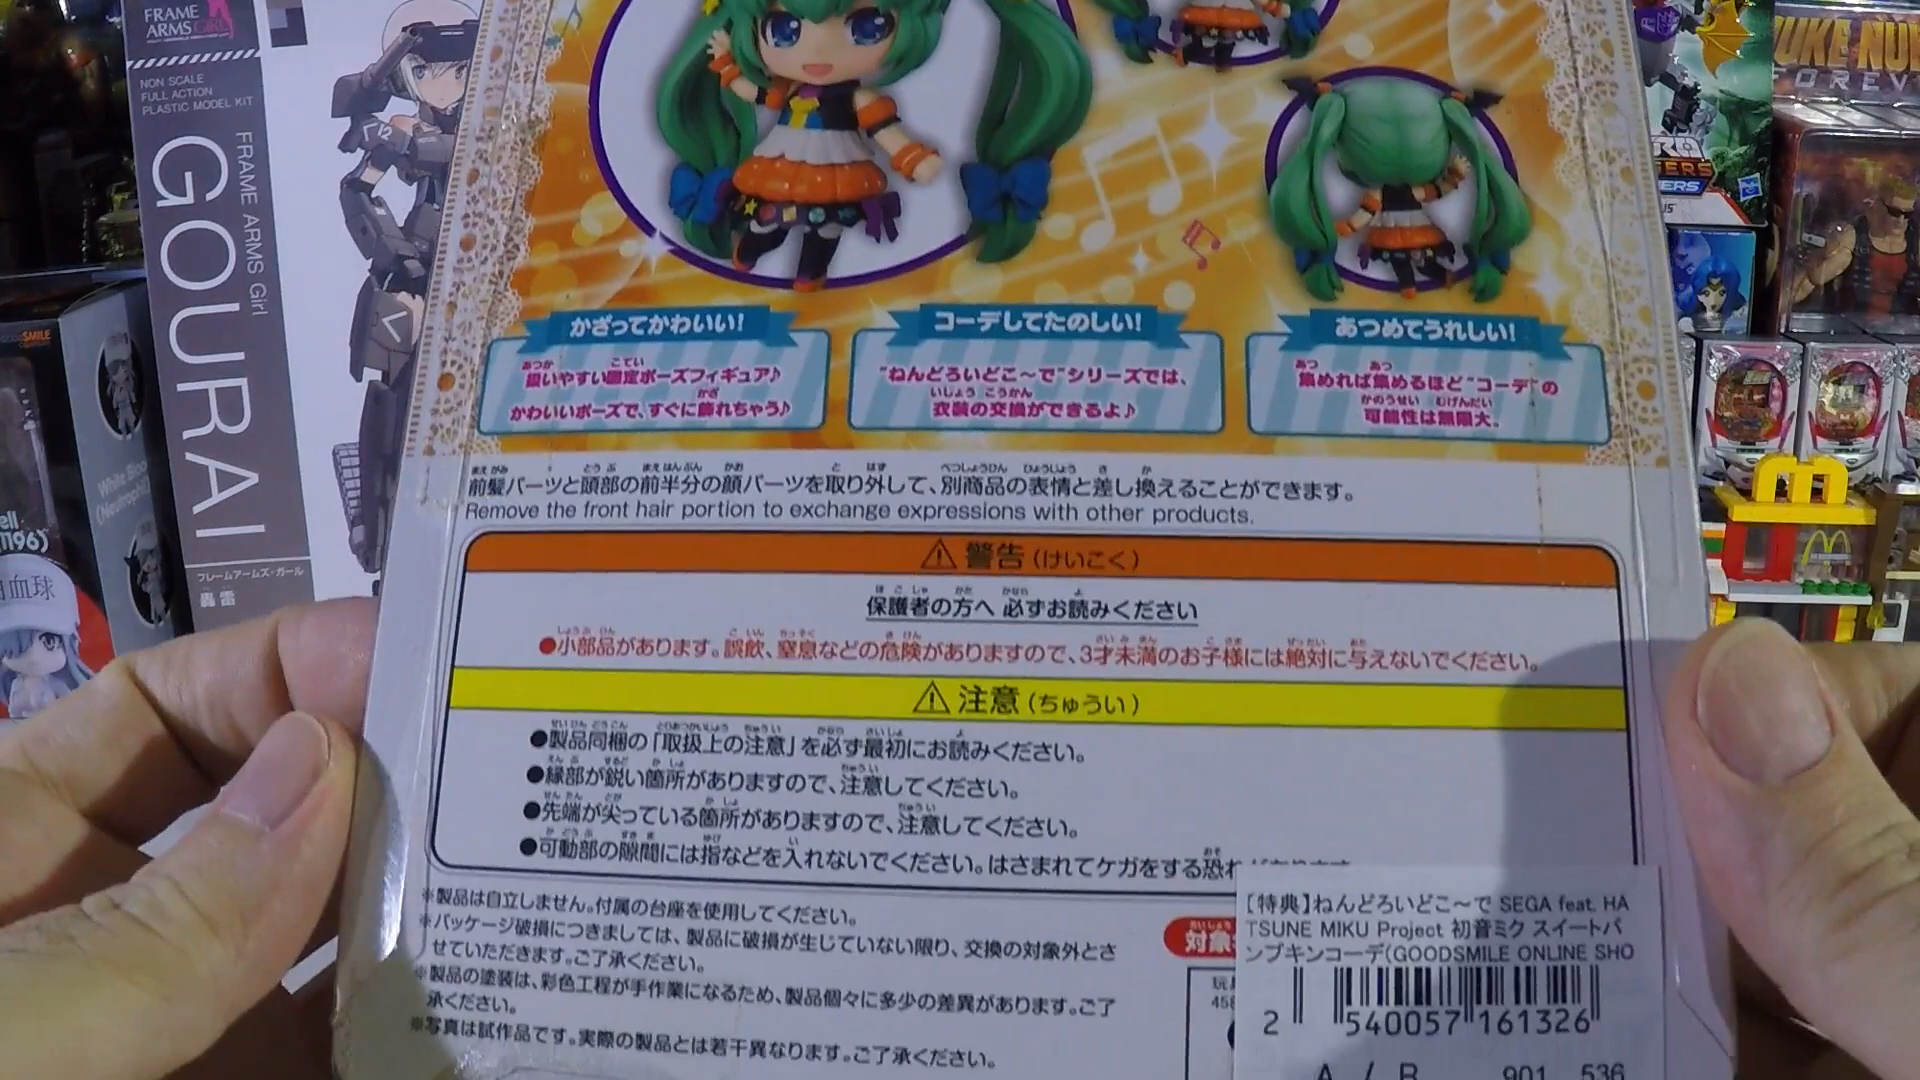 FRAME
ARMS GIRL
NON SCALE
FULL ACTION
PLASTIC MODEL KIT
FRAME ARMS Girl
GOURAI
フレームアームズ・ガール
轟雷
SMILE
White Blood
(Neutrophil)
ell
1196)
白血球
かざってかわいい!
扱いやすい固定ポーズフィギュア♪
かわいいポーズで、すぐに飾れちゃう♪
コーデしてたのしい!
"ねんどろいどこ〜で"シリーズでは、
衣装の交換ができるよ♪
あつめてうれしい!
集めれば集めるほど"コーデ"の
可能性は無限大。
前髪パーツと頭部の前半分の顔パーツを取り外して、別商品の表情と差し換えることができます。
Remove the front hair portion to exchange expressions with other products.
⚠警告(けいこく)
保護者の方へ 必ずお読みください
●小部品があります。誤飲、窒息などの危険がありますので、3才未満のお子様には絶対に与えないでください。
⚠注意(ちゅうい)
●製品同梱の「取扱上の注意」を必ず最初にお読みください。
●縁部が鋭い箇所がありますので、注意してください。
●先端が尖っている箇所がありますので、注意してください。
●可動部の隙間には指などを入れないでください。はさまれてケガをする恐れがあります
※製品は自立しません。付属の台座を使用してください。
※パッケージ破損につきましては、製品に破損が生じていない限り、交換の対象外とさ
せていただきます。ご了承ください。
※製品の塗装は、彩色工程が手作業になるため、製品個々に多少の差異があります。ご了
承ください。
※写真は試作品です。実際の製品とは若干異なります。ご了承ください。
対象
[特典]ねんどろいどこ〜で SEGA feat. HA
TSUNE MIKU Project 初音ミク スイートパ
ンプキンコーデ(GOODSMILE ONLINE SHO
2 540057 161326
A / B 901 536
UKE NUK
OREV